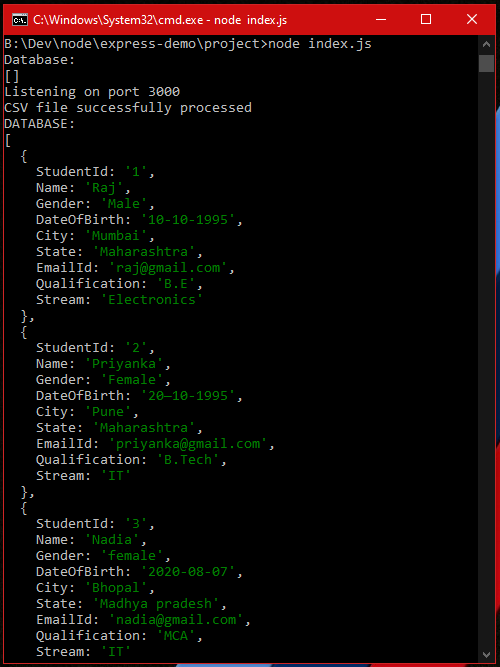 C:\Windows\System32\cmd.exe - node  index.js
B:\Dev\node\express-demo\project>node index.js
Database:
[]
Listening on port 3000
CSV file successfully processed
DATABASE:
[
  {
    StudentId: '1',
    Name: 'Raj',
    Gender: 'Male',
    DateOfBirth: '10-10-1995',
    City: 'Mumbai',
    State: 'Maharashtra',
    EmailId: 'raj@gmail.com',
    Qualification: 'B.E',
    Stream: 'Electronics'
  },
  {
    StudentId: '2',
    Name: 'Priyanka',
    Gender: 'Female',
    DateOfBirth: '20—10-1995',
    City: 'Pune',
    State: 'Maharashtra',
    EmailId: 'priyanka@gmail.com',
    Qualification: 'B.Tech',
    Stream: 'IT'
  },
  {
    StudentId: '3',
    Name: 'Nadia',
    Gender: 'female',
    DateOfBirth: '2020-08-07',
    City: 'Bhopal',
    State: 'Madhya pradesh',
    EmailId: 'nadia@gmail.com',
    Qualification: 'MCA',
    Stream: 'IT'